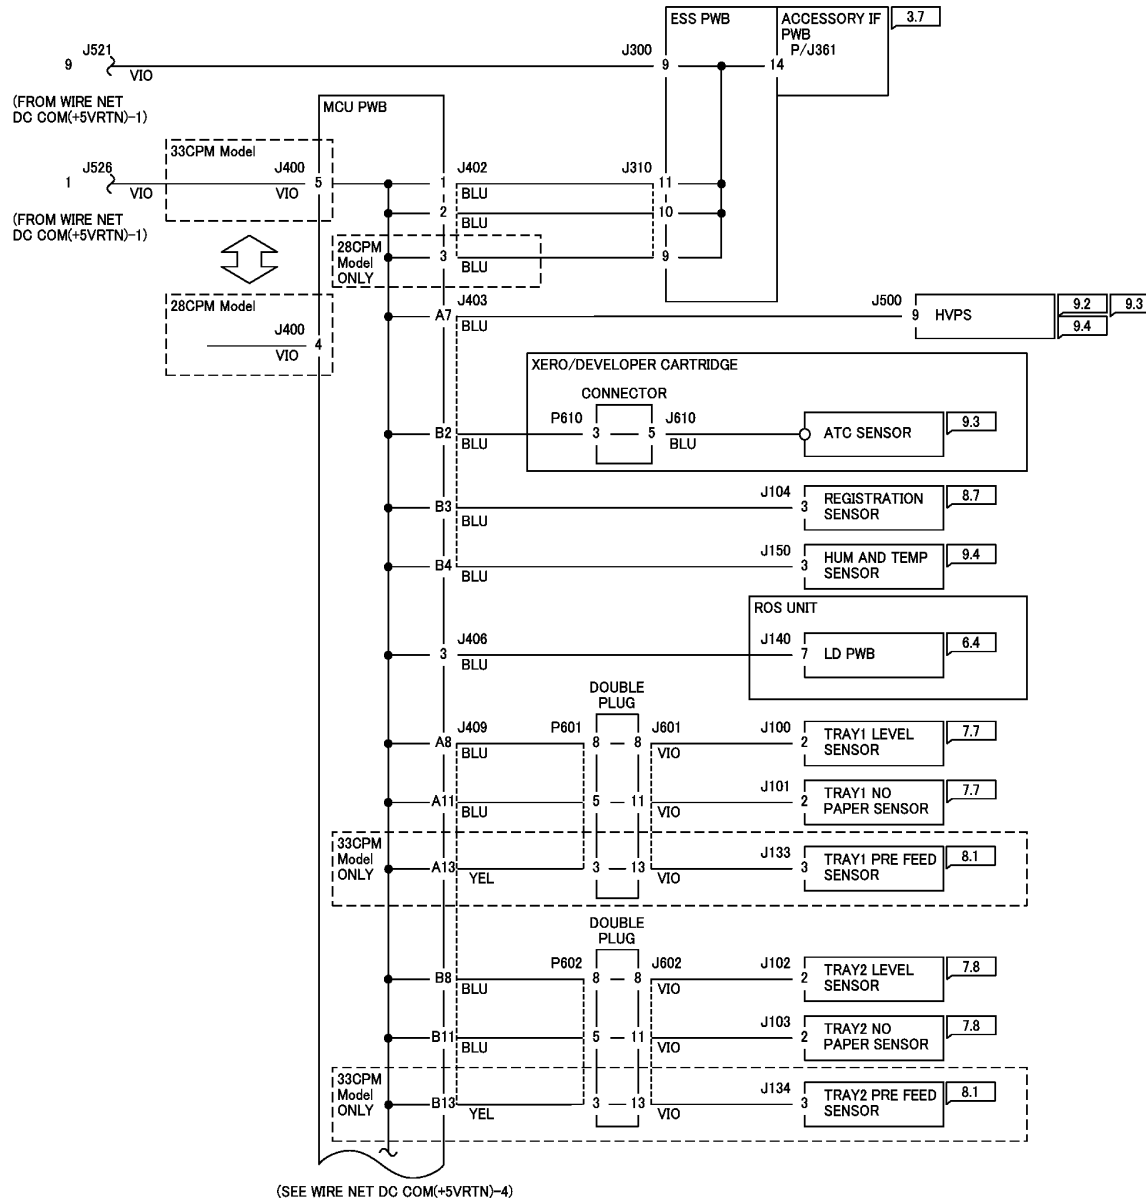 ESS PWB
ACCESSORY IF
PWB
P/J361
3.7
J521
J300
9
9
14
VIO
(FROM WIRE NET
DC COM(+5VRTN)-1)
MCU PWB
33CPM Model
J526
J400
J402
J310
1
5
1
11
VIO
VIO
BLU
2
10
BLU
(FROM WIRE NET
DC COM(+5VRTN)-1)
28CPM
Model
ONLY
3
9
BLU
28CPM Model
J400
4
VIO
J403
J500
A7
9
HVPS
9.2
9.3
9.4
BLU
XERO/DEVELOPER CARTRIDGE
CONNECTOR
P610
J610
B2
3
5
ATC SENSOR
9.3
BLU
BLU
J104
B3
3
REGISTRATION
SENSOR
8.7
BLU
J150
B4
3
HUM AND TEMP
SENSOR
9.4
BLU
ROS UNIT
J406
J140
3
7
LD PWB
6.4
BLU
DOUBLE
PLUG
J409
P601
J601
J100
A8
8
8
2
TRAY1 LEVEL
SENSOR
7.7
BLU
VIO
J101
A11
5
11
2
TRAY1 NO
PAPER SENSOR
7.7
BLU
VIO
33CPM
Model
ONLY
J133
A13
3
13
3
TRAY1 PRE FEED
SENSOR
8.1
YEL
VIO
DOUBLE
PLUG
P602
J602
J102
B8
8
8
2
TRAY2 LEVEL
SENSOR
7.8
BLU
VIO
J103
B11
5
11
2
TRAY2 NO
PAPER SENSOR
7.8
BLU
VIO
33CPM
Model
ONLY
J134
B13
3
13
3
TRAY2 PRE FEED
SENSOR
8.1
YEL
VIO
(SEE WIRE NET DC COM(+5VRTN)-4)